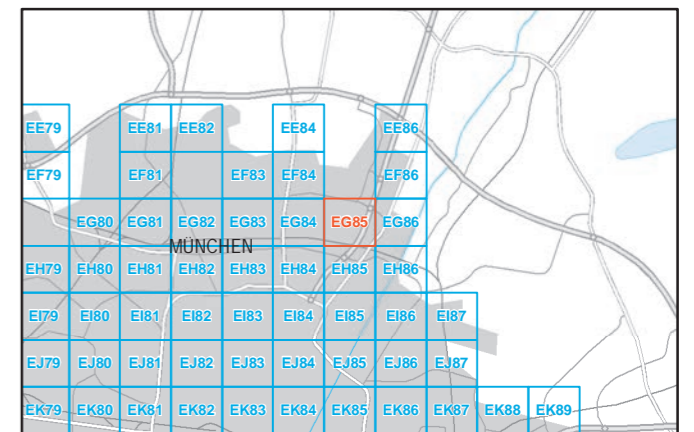 EE79 EE81 EE82 EE84 EE86
EF79 EF81 EF83 EF84 EF86
EG80 EG81 EG82 EG83 EG84 EG85 EG86
MÜNCHEN
EH79 EH80 EH81 EH82 EH83 EH84 EH85 EH86
EI79 EI80 EI81 EI82 EI83 EI84 EI85 EI86 EI87
EJ79 EJ80 EJ81 EJ82 EJ83 EJ84 EJ85 EJ86 EJ87
EK79 EK80 EK81 EK82 EK83 EK84 EK85 EK86 EK87 EK88 EK89